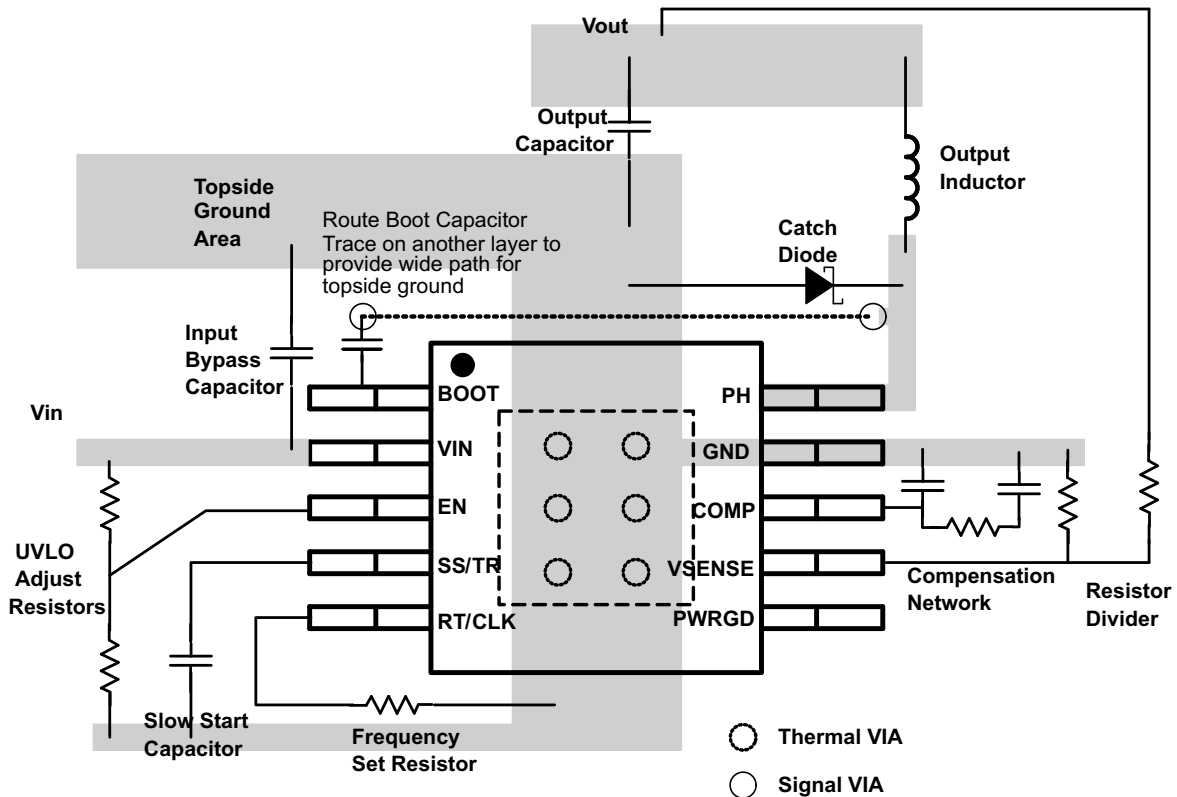 Vout
Output
Capacitor
Output
Inductor
Topside
Ground
Area
Route Boot Capacitor
Trace on another layer to
provide wide path for
topside ground
Catch
Diode
Input
Bypass
Capacitor
Vin
BOOT
VIN
EN
SS/TR
RT/CLK
PH
GND
COMP
VSENSE
PWRGD
UVLO
Adjust
Resistors
Compensation
Network
Resistor
Divider
Slow Start
Capacitor
Frequency
Set Resistor
Thermal VIA
Signal VIA